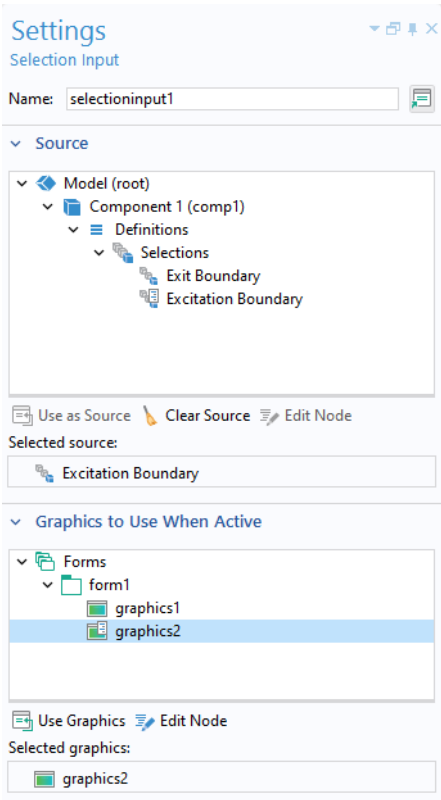 Settings
Selection Input
Name: selectioninput1
Source
Model (root)
Component 1 (comp1)
Definitions
Selections
Exit Boundary
Excitation Boundary
Use as Source Clear Source Edit Node
Selected source:
Excitation Boundary
Graphics to Use When Active
Forms
form1
graphics1
graphics2
Use Graphics Edit Node
Selected graphics:
graphics2